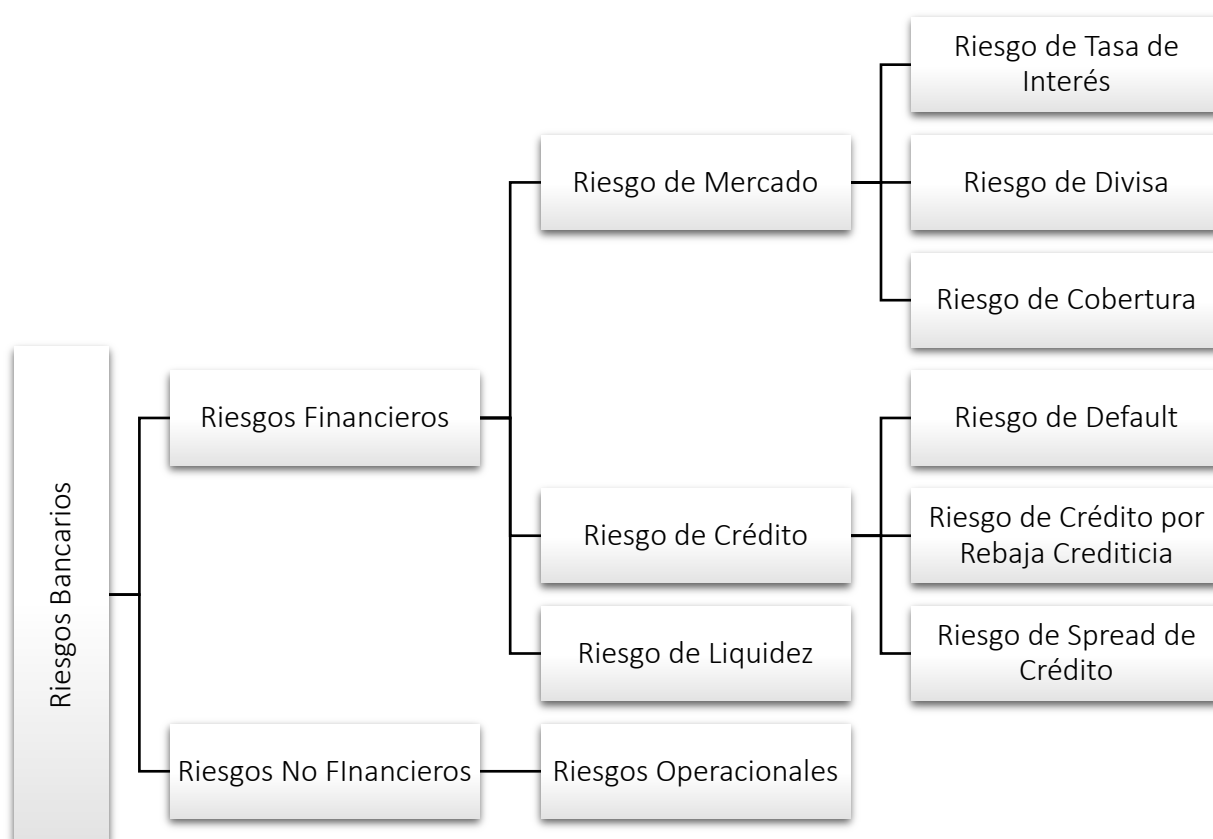 Riesgo de Tasa de
Interés
Riesgo de Mercado
Riesgo de Divisa
Riesgo de Cobertura
Riesgos Financieros
Riesgo de Default
Riesgos Bancarios
Riesgo de Crédito
Riesgo de Crédito por
Rebaja Crediticia
Riesgo de Liquidez
Riesgo de Spread de
Crédito
Riesgos No FInancieros
Riesgos Operacionales